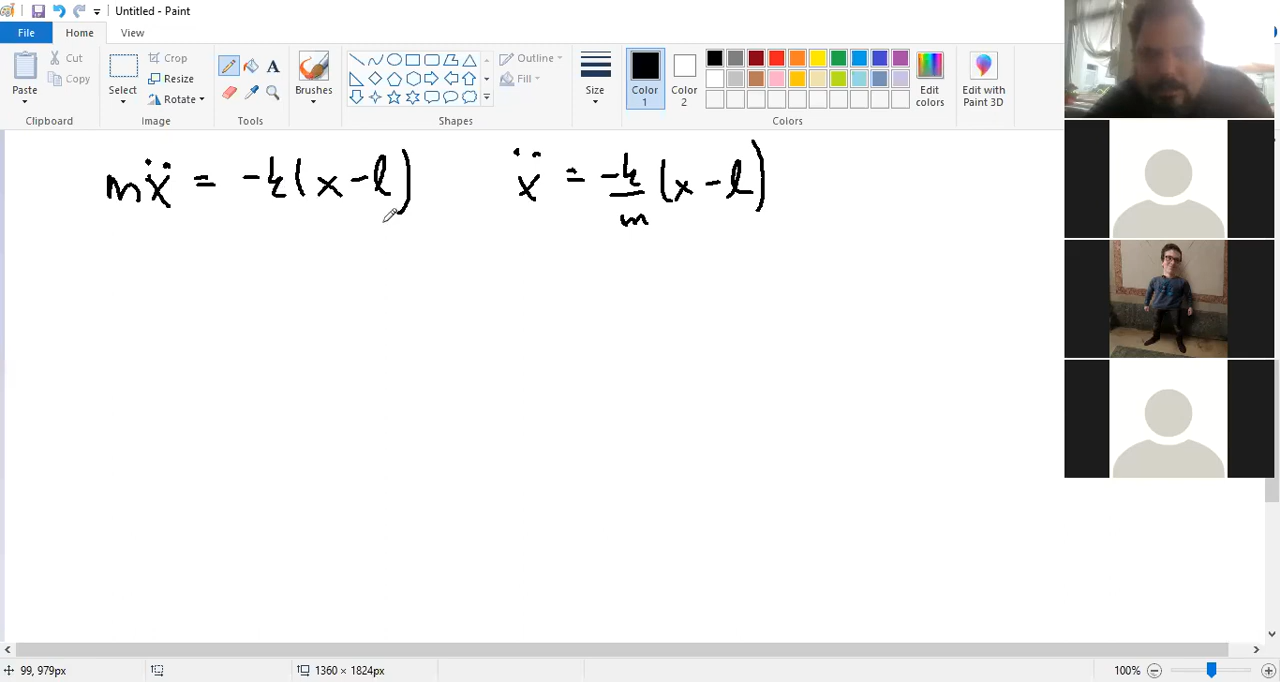 Untitled - Paint
File Home View
Paste
Cut
Copy
Clipboard
Select
Crop
Resize
Rotate
Image
A
Tools
Brushes
Outline
Fill
Shapes
Size
Color 1
Color 2
Edit colors
Edit with Paint 3D
Colors
mẍ = -k(x-l)
ẍ = -k/m (x-l)
99, 979px
1360 × 1824px
100%